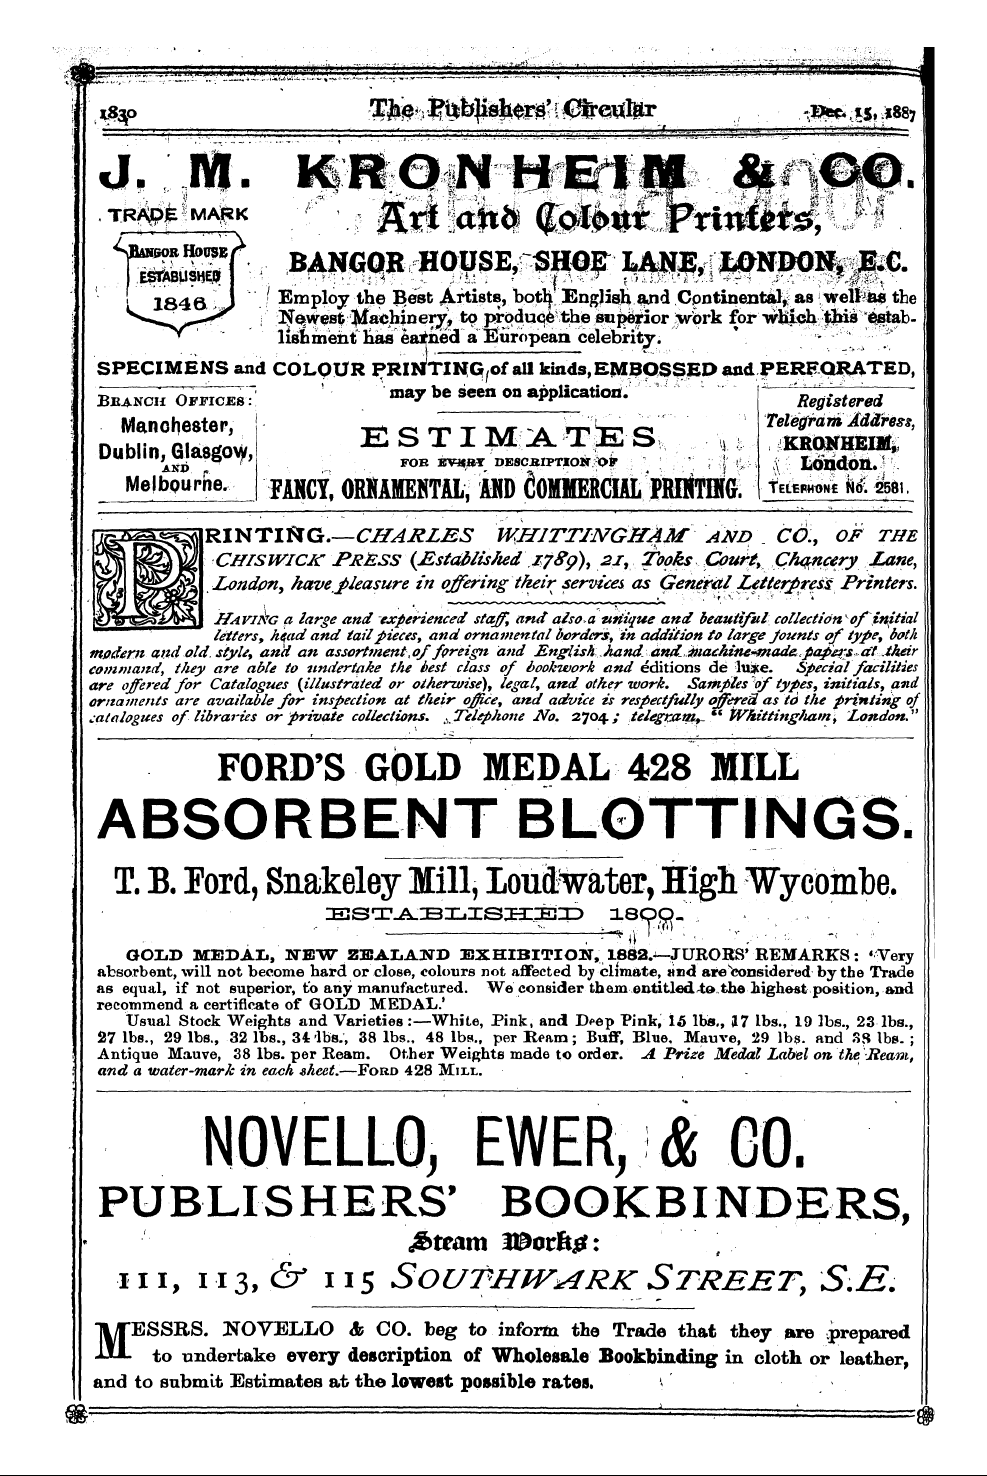 1830 The Publishers' Circular Dec. 15, 1887
J. M. KRONHEIM & CO.
TRADE MARK
BANGOR HOUSE
ESTABLISHED
1846
Art and Colour Printers,
BANGOR HOUSE, SHOE LANE, LONDON, E.C.
Employ the Best Artists, both English and Continental, as well as the
Newest Machinery, to produce the superior work for which this estab-
lishment has earned a European celebrity.
SPECIMENS and COLOUR PRINTING, of all kinds, EMBOSSED and PERFORATED,
may be seen on application.
BRANCH OFFICES:
Manchester,
Dublin, Glasgow,
AND
Melbourne.
ESTIMATES
FOR EVERY DESCRIPTION OF
FANCY, ORNAMENTAL, AND COMMERCIAL PRINTING.
Registered
Telegram Address,
KRONHEIM,
London.
TELEPHONE No. 2581.
PRINTING.—CHARLES WHITTINGHAM AND CO., OF THE
CHISWICK PRESS (Established 1789), 21, Tooks Court, Chancery Lane,
London, have pleasure in offering their services as General Letterpress Printers.
HAVING a large and experienced staff, and also a unique and beautiful collection of initial
letters, head and tail pieces, and ornamental borders, in addition to large founts of type, both
modern and old style, and an assortment of foreign and English hand and machine-made papers at their
command, they are able to undertake the best class of bookwork and éditions de luxe. Special facilities
are offered for Catalogues (illustrated or otherwise), legal, and other work. Samples of types, initials, and
ornaments are available for inspection at their office, and advice is respectfully offered as to the printing of
catalogues of libraries or private collections. Telephone No. 2704; telegram, "Whittingham, London."
FORD'S GOLD MEDAL 428 MILL
ABSORBENT BLOTTINGS.
T. B. Ford, Snakeley Mill, Loudwater, High Wycombe.
ESTABLISHED 1800.
GOLD MEDAL, NEW ZEALAND EXHIBITION, 1882.—JURORS' REMARKS: 'Very
absorbent, will not become hard or close, colours not affected by climate, and are considered by the Trade
as equal, if not superior, to any manufactured. We consider them entitled to the highest position, and
recommend a certificate of GOLD MEDAL.'
Usual Stock Weights and Varieties:—White, Pink, and Deep Pink, 15 lbs., 17 lbs., 19 lbs., 23 lbs.,
27 lbs., 29 lbs., 32 lbs., 34 lbs., 38 lbs., 48 lbs., per Ream; Buff, Blue, Mauve, 29 lbs. and 38 lbs.;
Antique Mauve, 38 lbs. per Ream. Other Weights made to order. A Prize Medal Label on the Ream,
and a water-mark in each sheet.—FORD 428 MILL.
NOVELLO, EWER, & CO.
PUBLISHERS' BOOKBINDERS,
Steam Works:
111, 113, & 115 SOUTHWARK STREET, S.E.
MESSRS. NOVELLO & CO. beg to inform the Trade that they are prepared
to undertake every description of Wholesale Bookbinding in cloth or leather,
and to submit Estimates at the lowest possible rates.